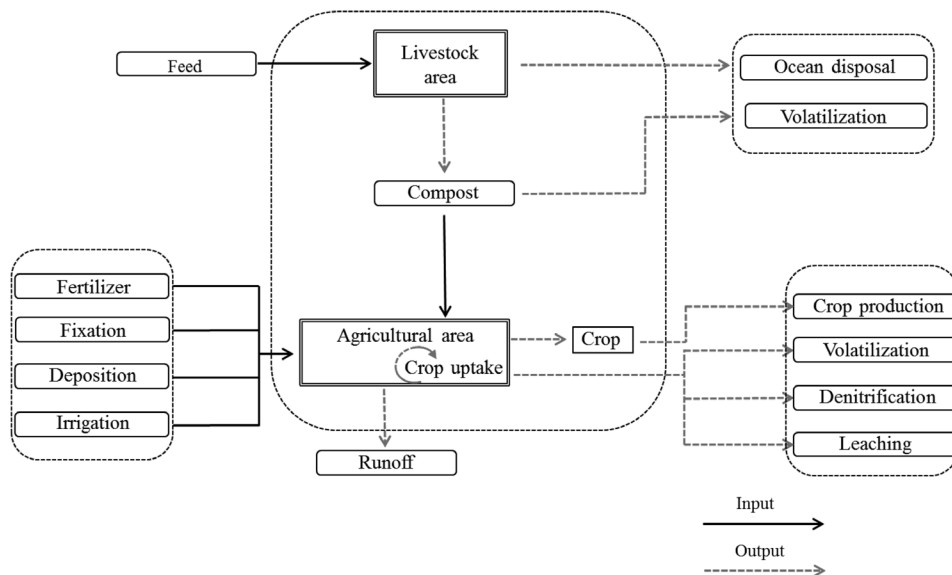 Feed
Livestock
area
Ocean disposal
Volatilization
Compost
Fertilizer
Fixation
Deposition
Irrigation
Agricultural area
Crop uptake
Crop
Runoff
Crop production
Volatilization
Denitrification
Leaching
Input
Output